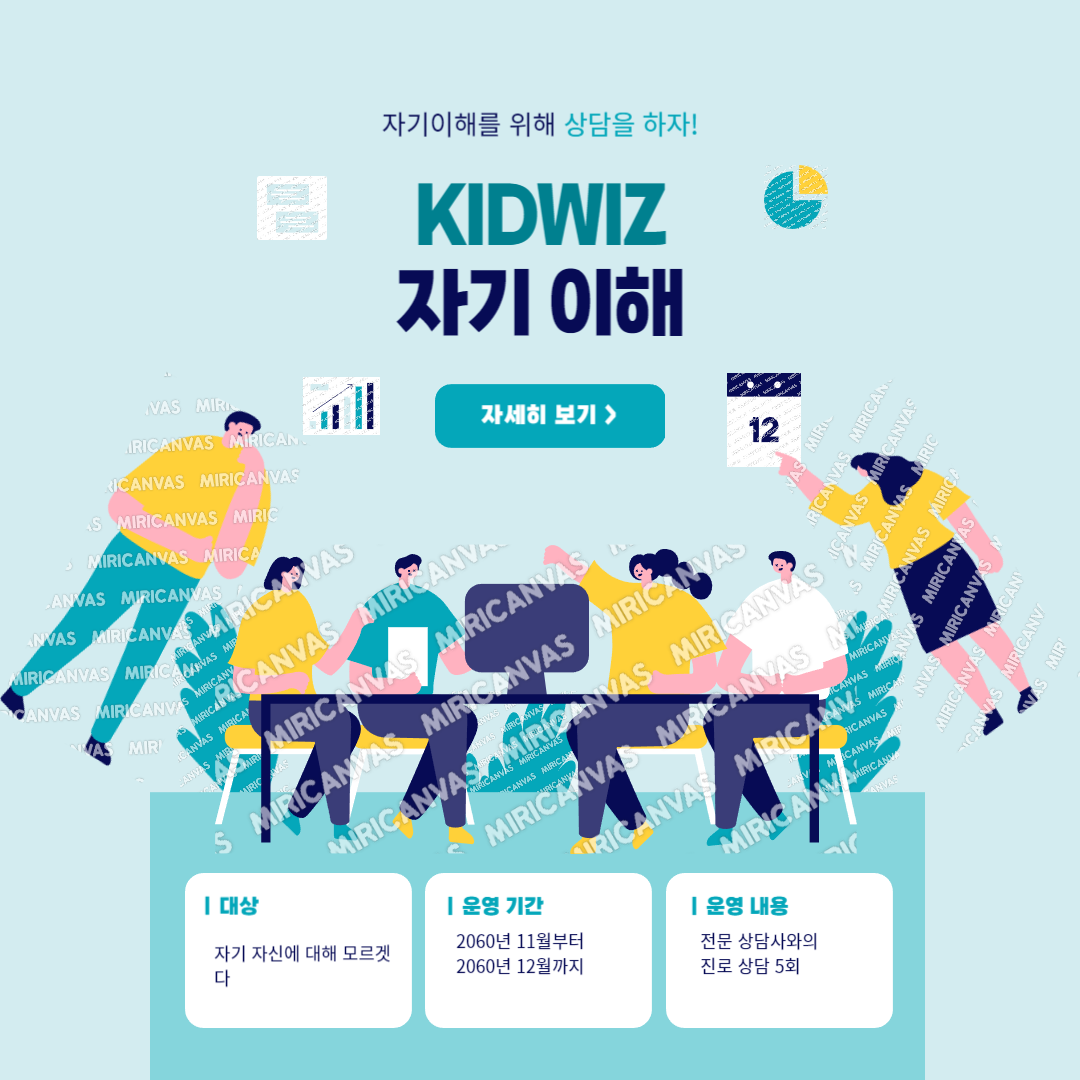 자기이해를 위해 상담을 하자!
KIDWIZ
자기 이해
자세히 보기 >
12
MIRICANVAS
| 대상
자기 자신에 대해 모르겟
다
| 운영 기간
2060년 11월부터
2060년 12월까지
| 운영 내용
전문 상담사와의
진로 상담 5회